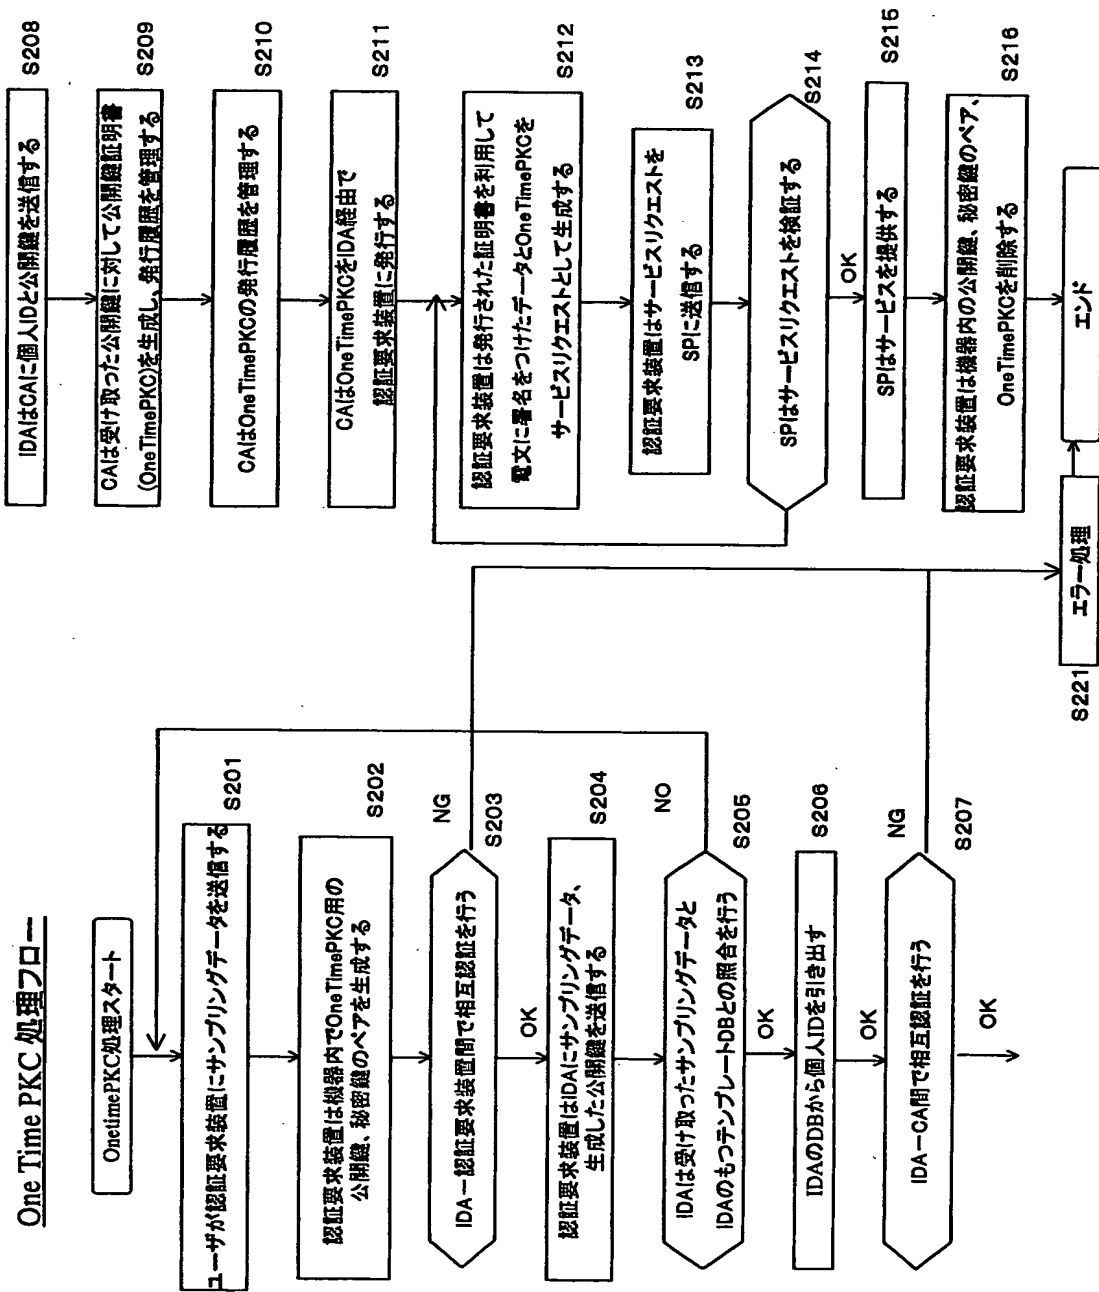 One Time PKC 処理フロー
OnetimePKC処理スタート
ユーザが認証要求装置にサンプリングデータを送信する
S201
認証要求装置は機器内でOneTimePKC用の
公開鍵、秘密鍵のペアを生成する
S202
IDA－認証要求装置間で相互認証を行う
NG
S203
OK
認証要求装置はIDAにサンプリングデータ、
生成した公開鍵を送信する
S204
IDAは受け取ったサンプリングデータと
IDAのもつテンプレートDBとの照合を行う
NO
S205
OK
IDAのDBから個人IDを引き出す
S206
OK
IDA－CA間で相互認証を行う
NG
S207
OK
IDAはCAに個人IDと公開鍵を送信する
S208
CAは受け取った公開鍵に対して公開鍵証明書
(OneTimePKC)を生成し、発行履歴を管理する
S209
CAはOneTimePKCの発行履歴を管理する
S210
CAはOneTimePKCをIDA経由で
認証要求装置に発行する
S211
認証要求装置は発行された証明書を利用して
電文に署名をつけたデータとOneTimePKCを
サービスリクエストとして生成する
S212
認証要求装置はサービスリクエストを
SPに送信する
S213
SPはサービスリクエストを検証する
S214
OK
SPはサービスを提供する
S215
認証要求装置は機器内の公開鍵、秘密鍵のペア、
OneTimePKCを削除する
S216
エラー処理
S221
エンド